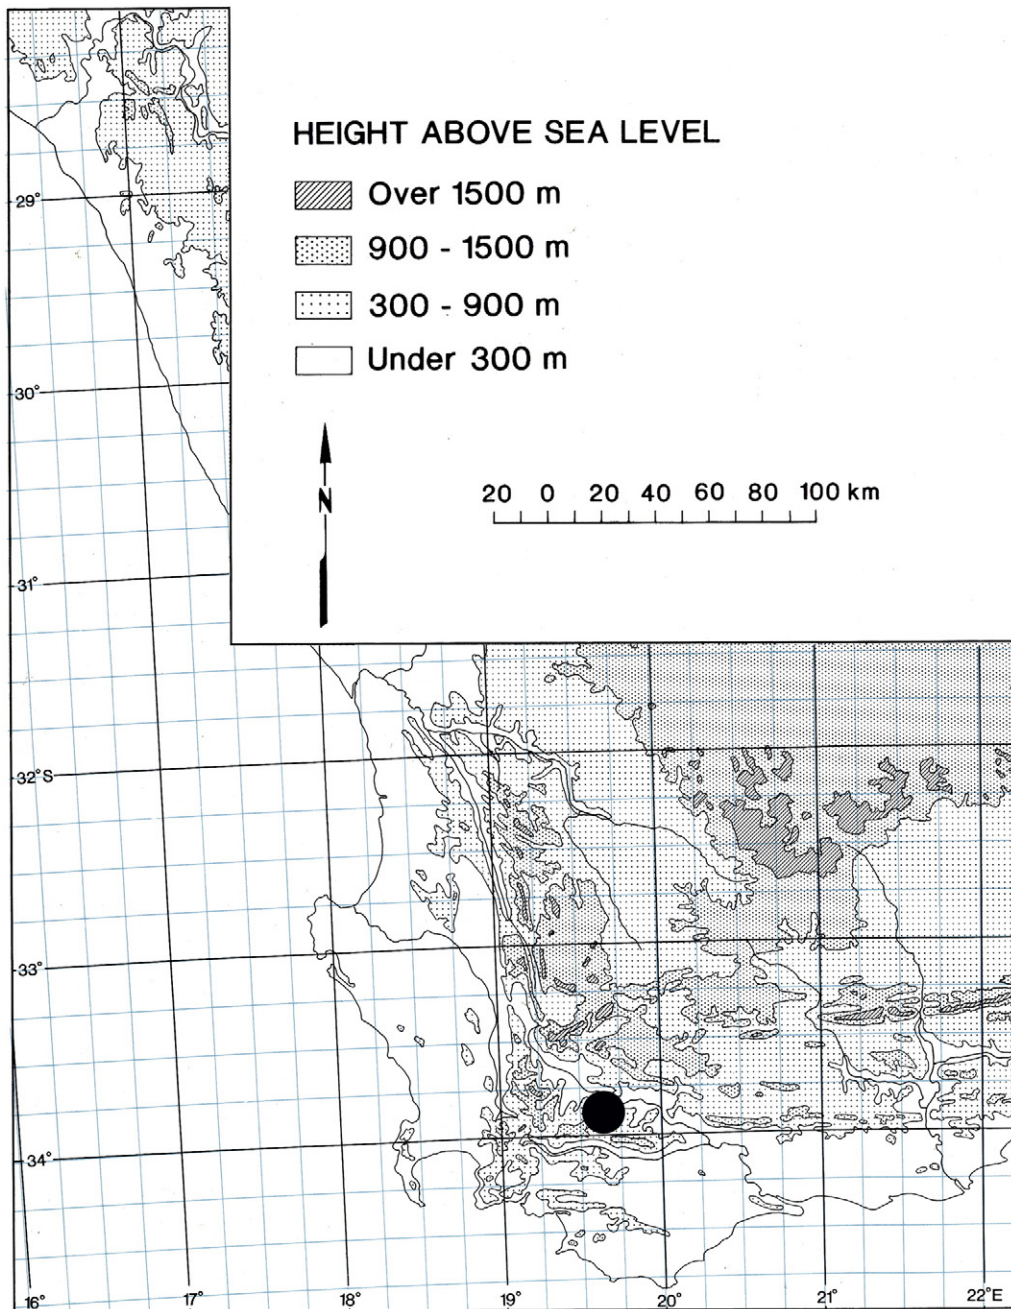 HEIGHT ABOVE SEA LEVEL
Over 1500 m
900 - 1500 m
300 - 900 m
Under 300 m
N
20 0 20 40 60 80 100 km
29°
30°
31°
32°S
33°
34°
16° 17° 18° 19° 20° 21° 22°E